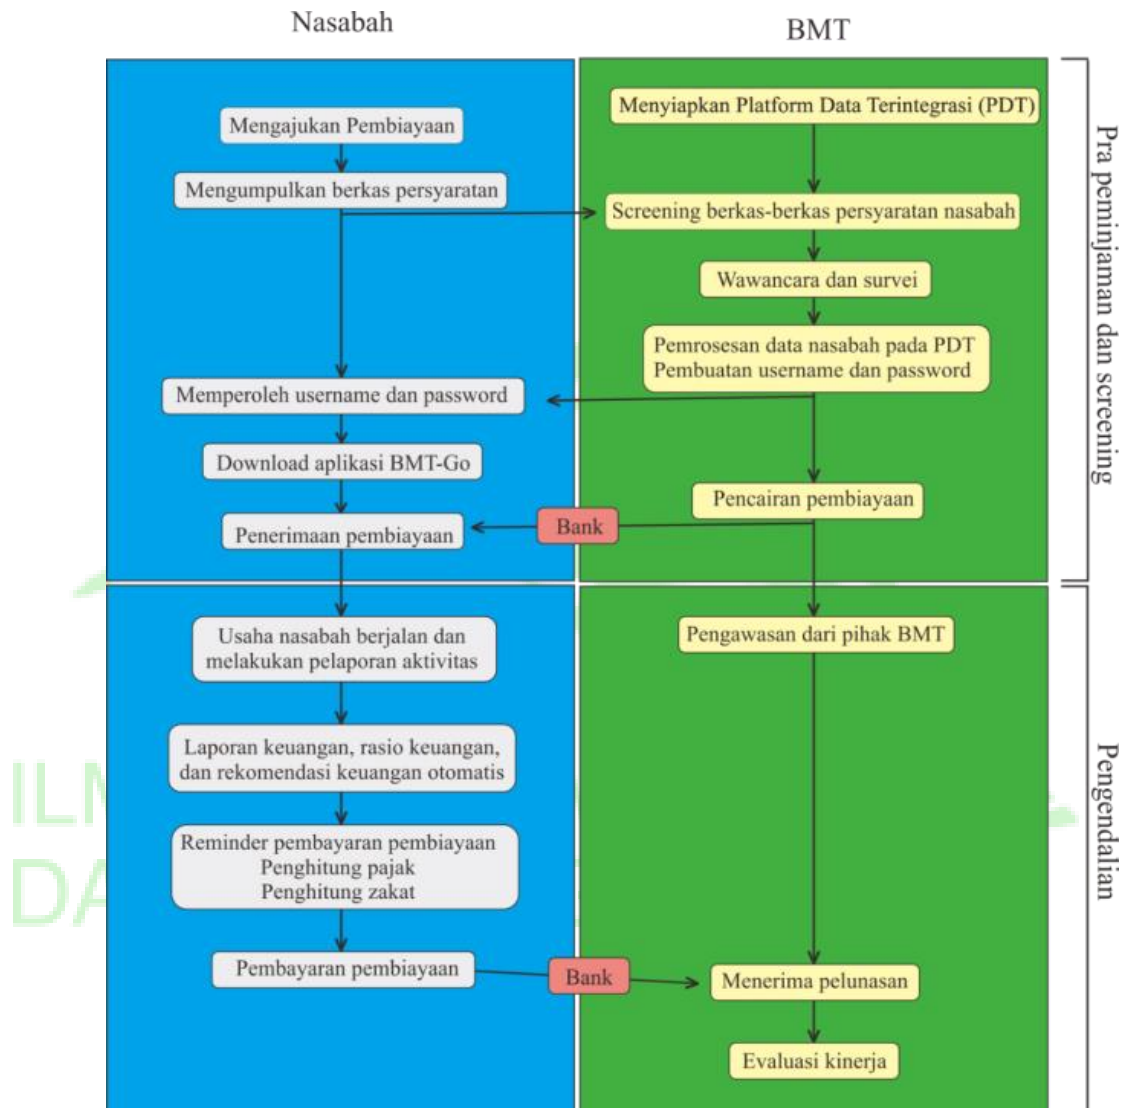 Nasabah
BMT
Mengajukan Pembiayaan
Mengumpulkan berkas persyaratan
Memperoleh username dan password
Download aplikasi BMT-Go
Penerimaan pembiayaan
Menyiapkan Platform Data Terintegrasi (PDT)
Screening berkas-berkas persyaratan nasabah
Wawancara dan survei
Pemrosesan data nasabah pada PDT
Pembuatan username dan password
Pencairan pembiayaan
Bank
Pra peminjaman dan screening
Usaha nasabah berjalan dan
melakukan pelaporan aktivitas
Laporan keuangan, rasio keuangan,
dan rekomendasi keuangan otomatis
Reminder pembayaran pembiayaan
Penghitung pajak
Penghitung zakat
Pembayaran pembiayaan
Bank
Pengawasan dari pihak BMT
Menerima pelunasan
Evaluasi kinerja
Pengendalian